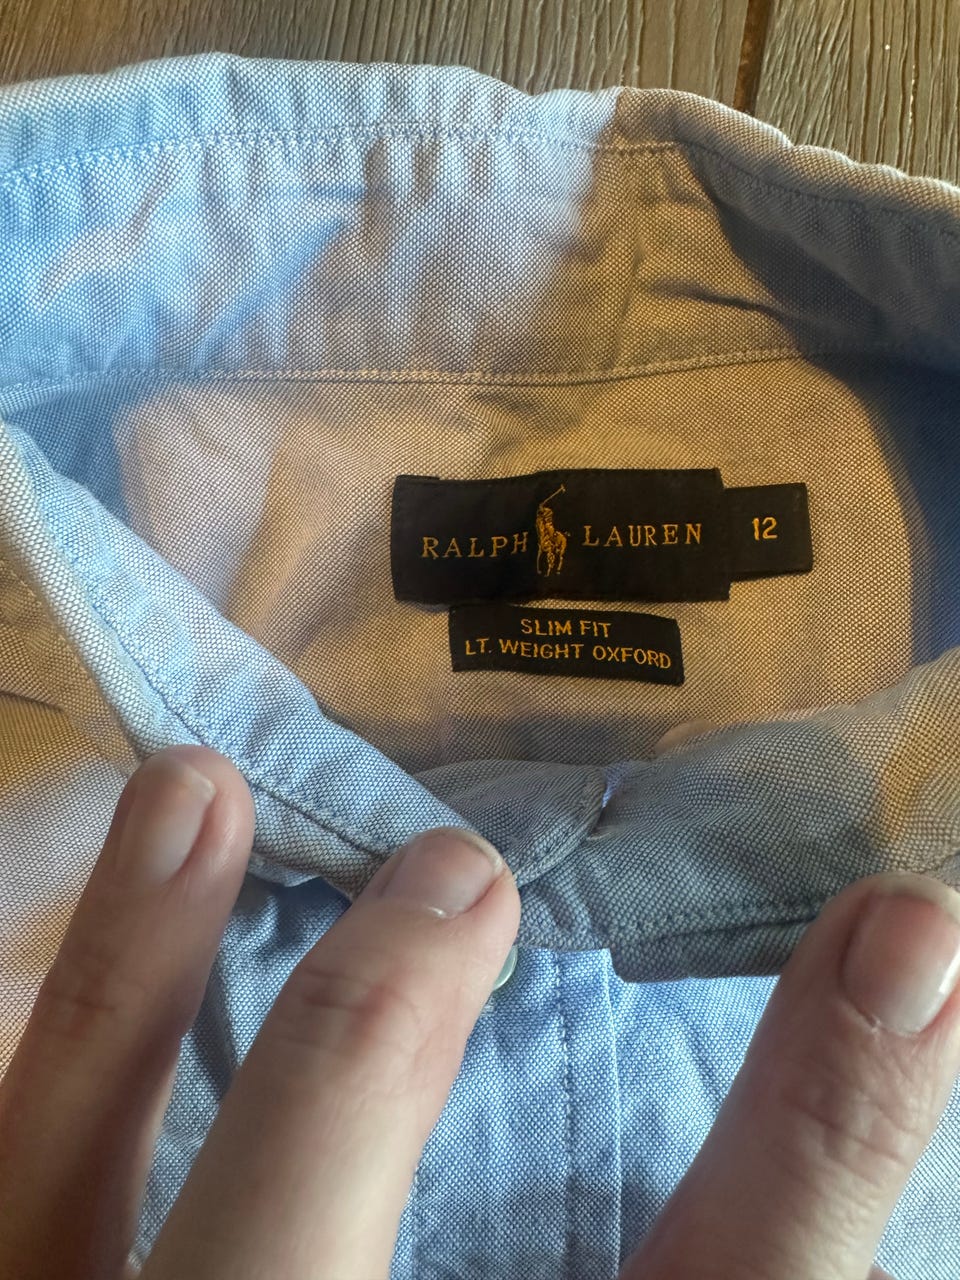 RALPH LAUREN
12
SLIM FIT
LT. WEIGHT OXFORD